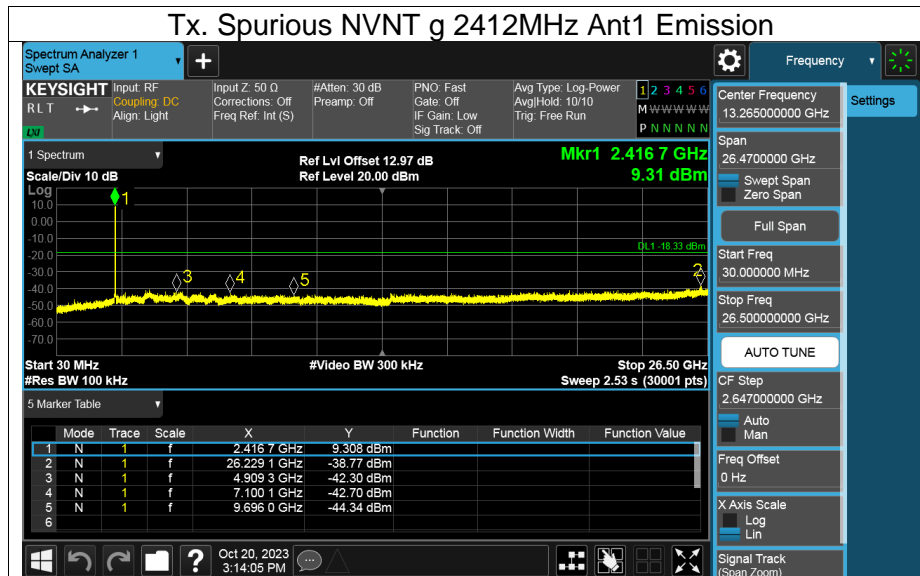 Tx. Spurious NVNT g 2412MHz Ant1 Emission
Spectrum Analyzer 1
Swept SA
+
Frequency
KEYSIGHT
RLT
LXI
Input: RF
Coupling: DC
Align: Light
Input Z: 50 Ω
Corrections: Off
Freq Ref: Int (S)
#Atten: 30 dB
Preamp: Off
PNO: Fast
Gate: Off
IF Gain: Low
Sig Track: Off
Avg Type: Log-Power
Avg|Hold: 10/10
Trig: Free Run
1 2 3 4 5 6
M W W W W W
P N N N N N
1 Spectrum
Scale/Div 10 dB
Ref Lvl Offset 12.97 dB
Ref Level 20.00 dBm
Mkr1 2.416 7 GHz
9.31 dBm
Log
10.0
0.00
-10.0
-20.0
-30.0
-40.0
-50.0
-60.0
-70.0
1
DL1 -18.33 dBm
3
4
5
2
Start 30 MHz
#Video BW 300 kHz
Stop 26.50 GHz
#Res BW 100 kHz
Sweep 2.53 s (30001 pts)
5 Marker Table
Mode Trace Scale X Y Function Function Width Function Value
1 N 1 f 2.416 7 GHz 9.308 dBm
2 N 1 f 26.229 1 GHz -38.77 dBm
3 N 1 f 4.909 3 GHz -42.30 dBm
4 N 1 f 7.100 1 GHz -42.70 dBm
5 N 1 f 9.696 0 GHz -44.34 dBm
6
?
Oct 20, 2023
3:14:05 PM
Center Frequency
13.265000000 GHz
Settings
Span
26.4700000 GHz
Swept Span
Zero Span
Full Span
Start Freq
30.000000 MHz
Stop Freq
26.500000000 GHz
AUTO TUNE
CF Step
2.647000000 GHz
Auto
Man
Freq Offset
0 Hz
X Axis Scale
Log
Lin
Signal Track
(Span Zoom)